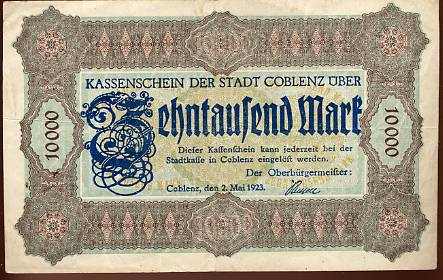 KASSENSCHEIN DER STADT COBLENZ ÜBER
Zehntausend Mark
10000
10000
Dieser Kassenschein kann jederzeit bei der
Stadtkasse in Coblenz eingelöst werden.
Der Oberbürgermeister:
Coblenz, den 2. Mai 1923.